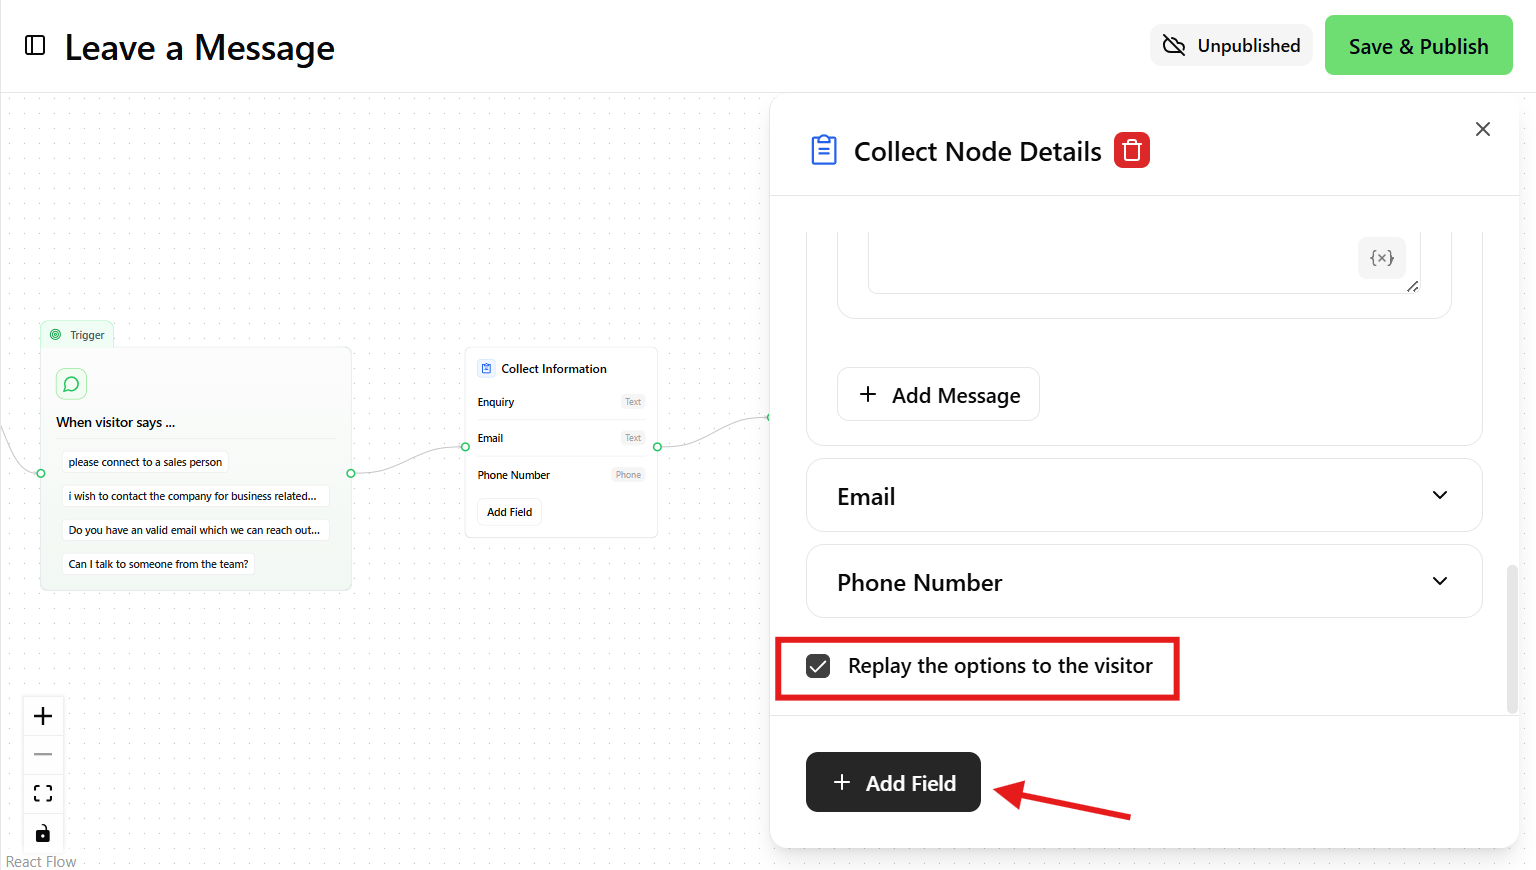 Leave a Message
Unpublished
Save & Publish
Trigger
When visitor says ...
please connect to a sales person
i wish to contact the company for business related...
Do you have an valid email which we can reach out...
Can I talk to someone from the team?
Collect Information
Enquiry Text
Email Text
Phone Number Phone
Add Field
React Flow
Collect Node Details
{×}
+ Add Message
Email
Phone Number
Replay the options to the visitor
+ Add Field